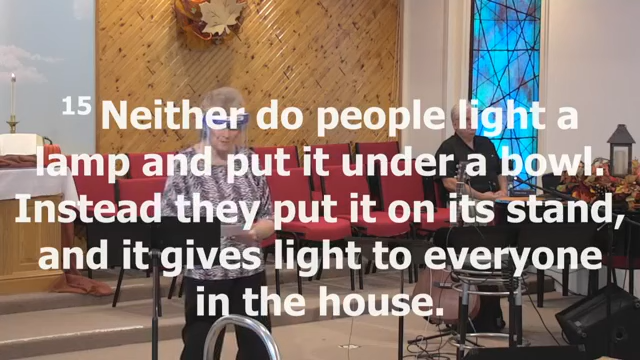 15 Neither do people light a
lamp and put it under a bowl.
Instead they put it on its stand,
and it gives light to everyone
in the house.